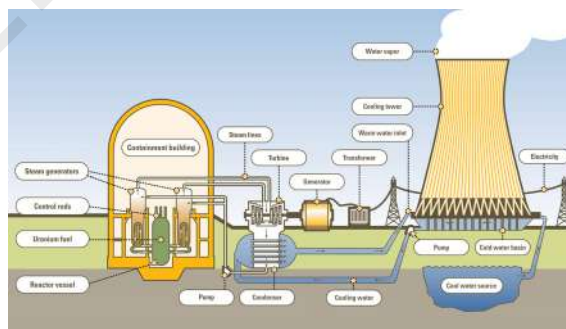 Water vapor
Cooling tower
Warm water inlet
Steam lines
Containment building
Turbine
Transformer
Electricity
Steam generators
Generator
Control rods
Uranium fuel
Pump
Cold water basin
Reactor vessel
Pump
Condenser
Cooling water
Cool water source